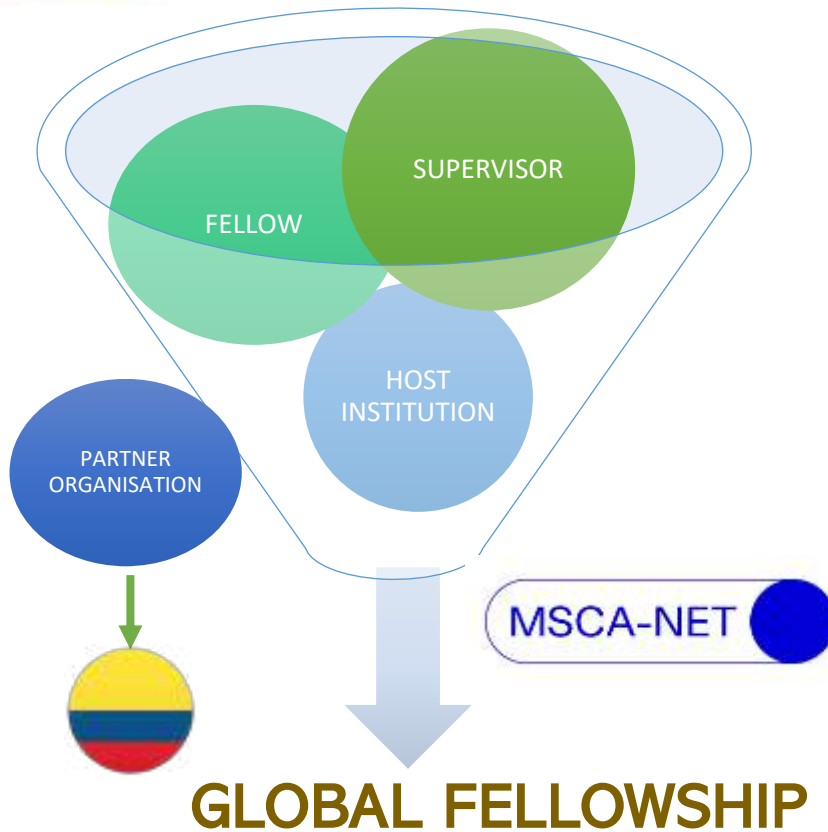 SUPERVISOR
FELLOW
HOST
INSTITUTION
PARTNER
ORGANISATION
MSCA-NET
GLOBAL FELLOWSHIP